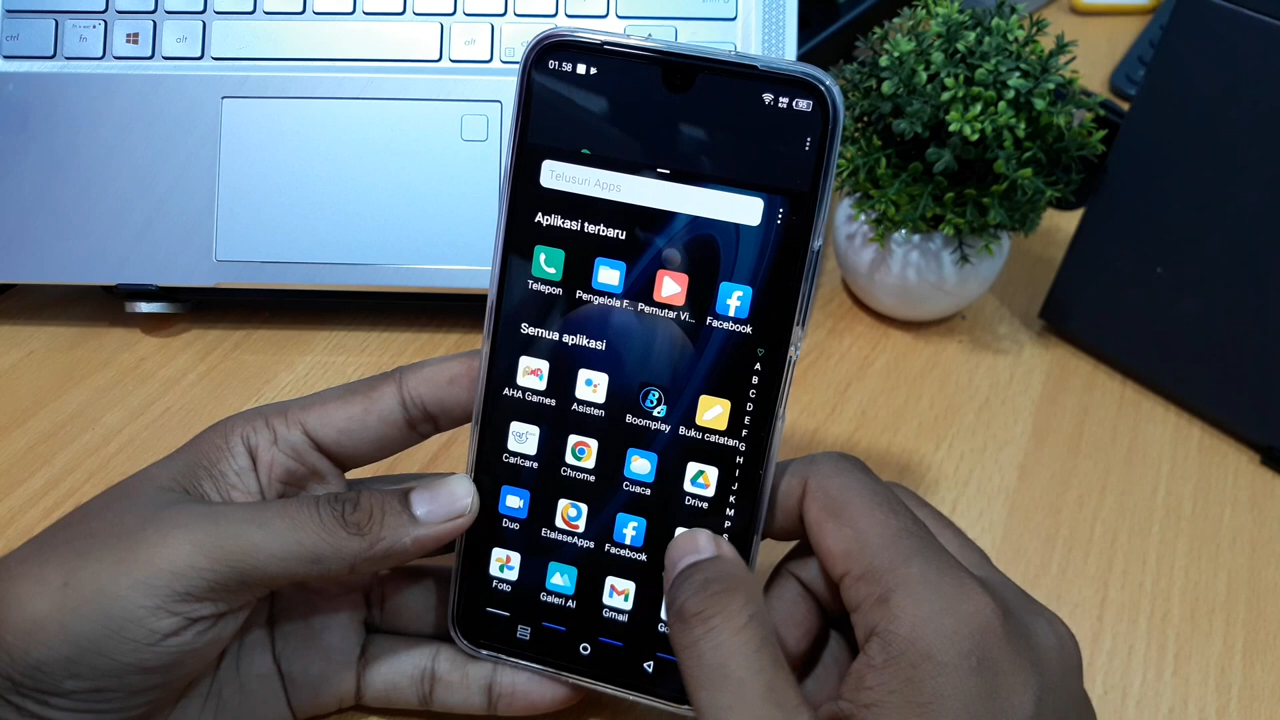 ctrl
fn
alt
alt
01.58
95
Telusuri Apps
Aplikasi terbaru
Telepon
Pengelola F...
Pemutar Vi...
Facebook
Semua aplikasi
AHA Games
Asisten
Boomplay
Buku catatan
Carlcare
Chrome
Cuaca
Drive
Duo
EtalaseApps
Facebook
Foto
Galeri AI
Gmail
A
B
C
D
E
F
G
H
I
J
K
M
P
S